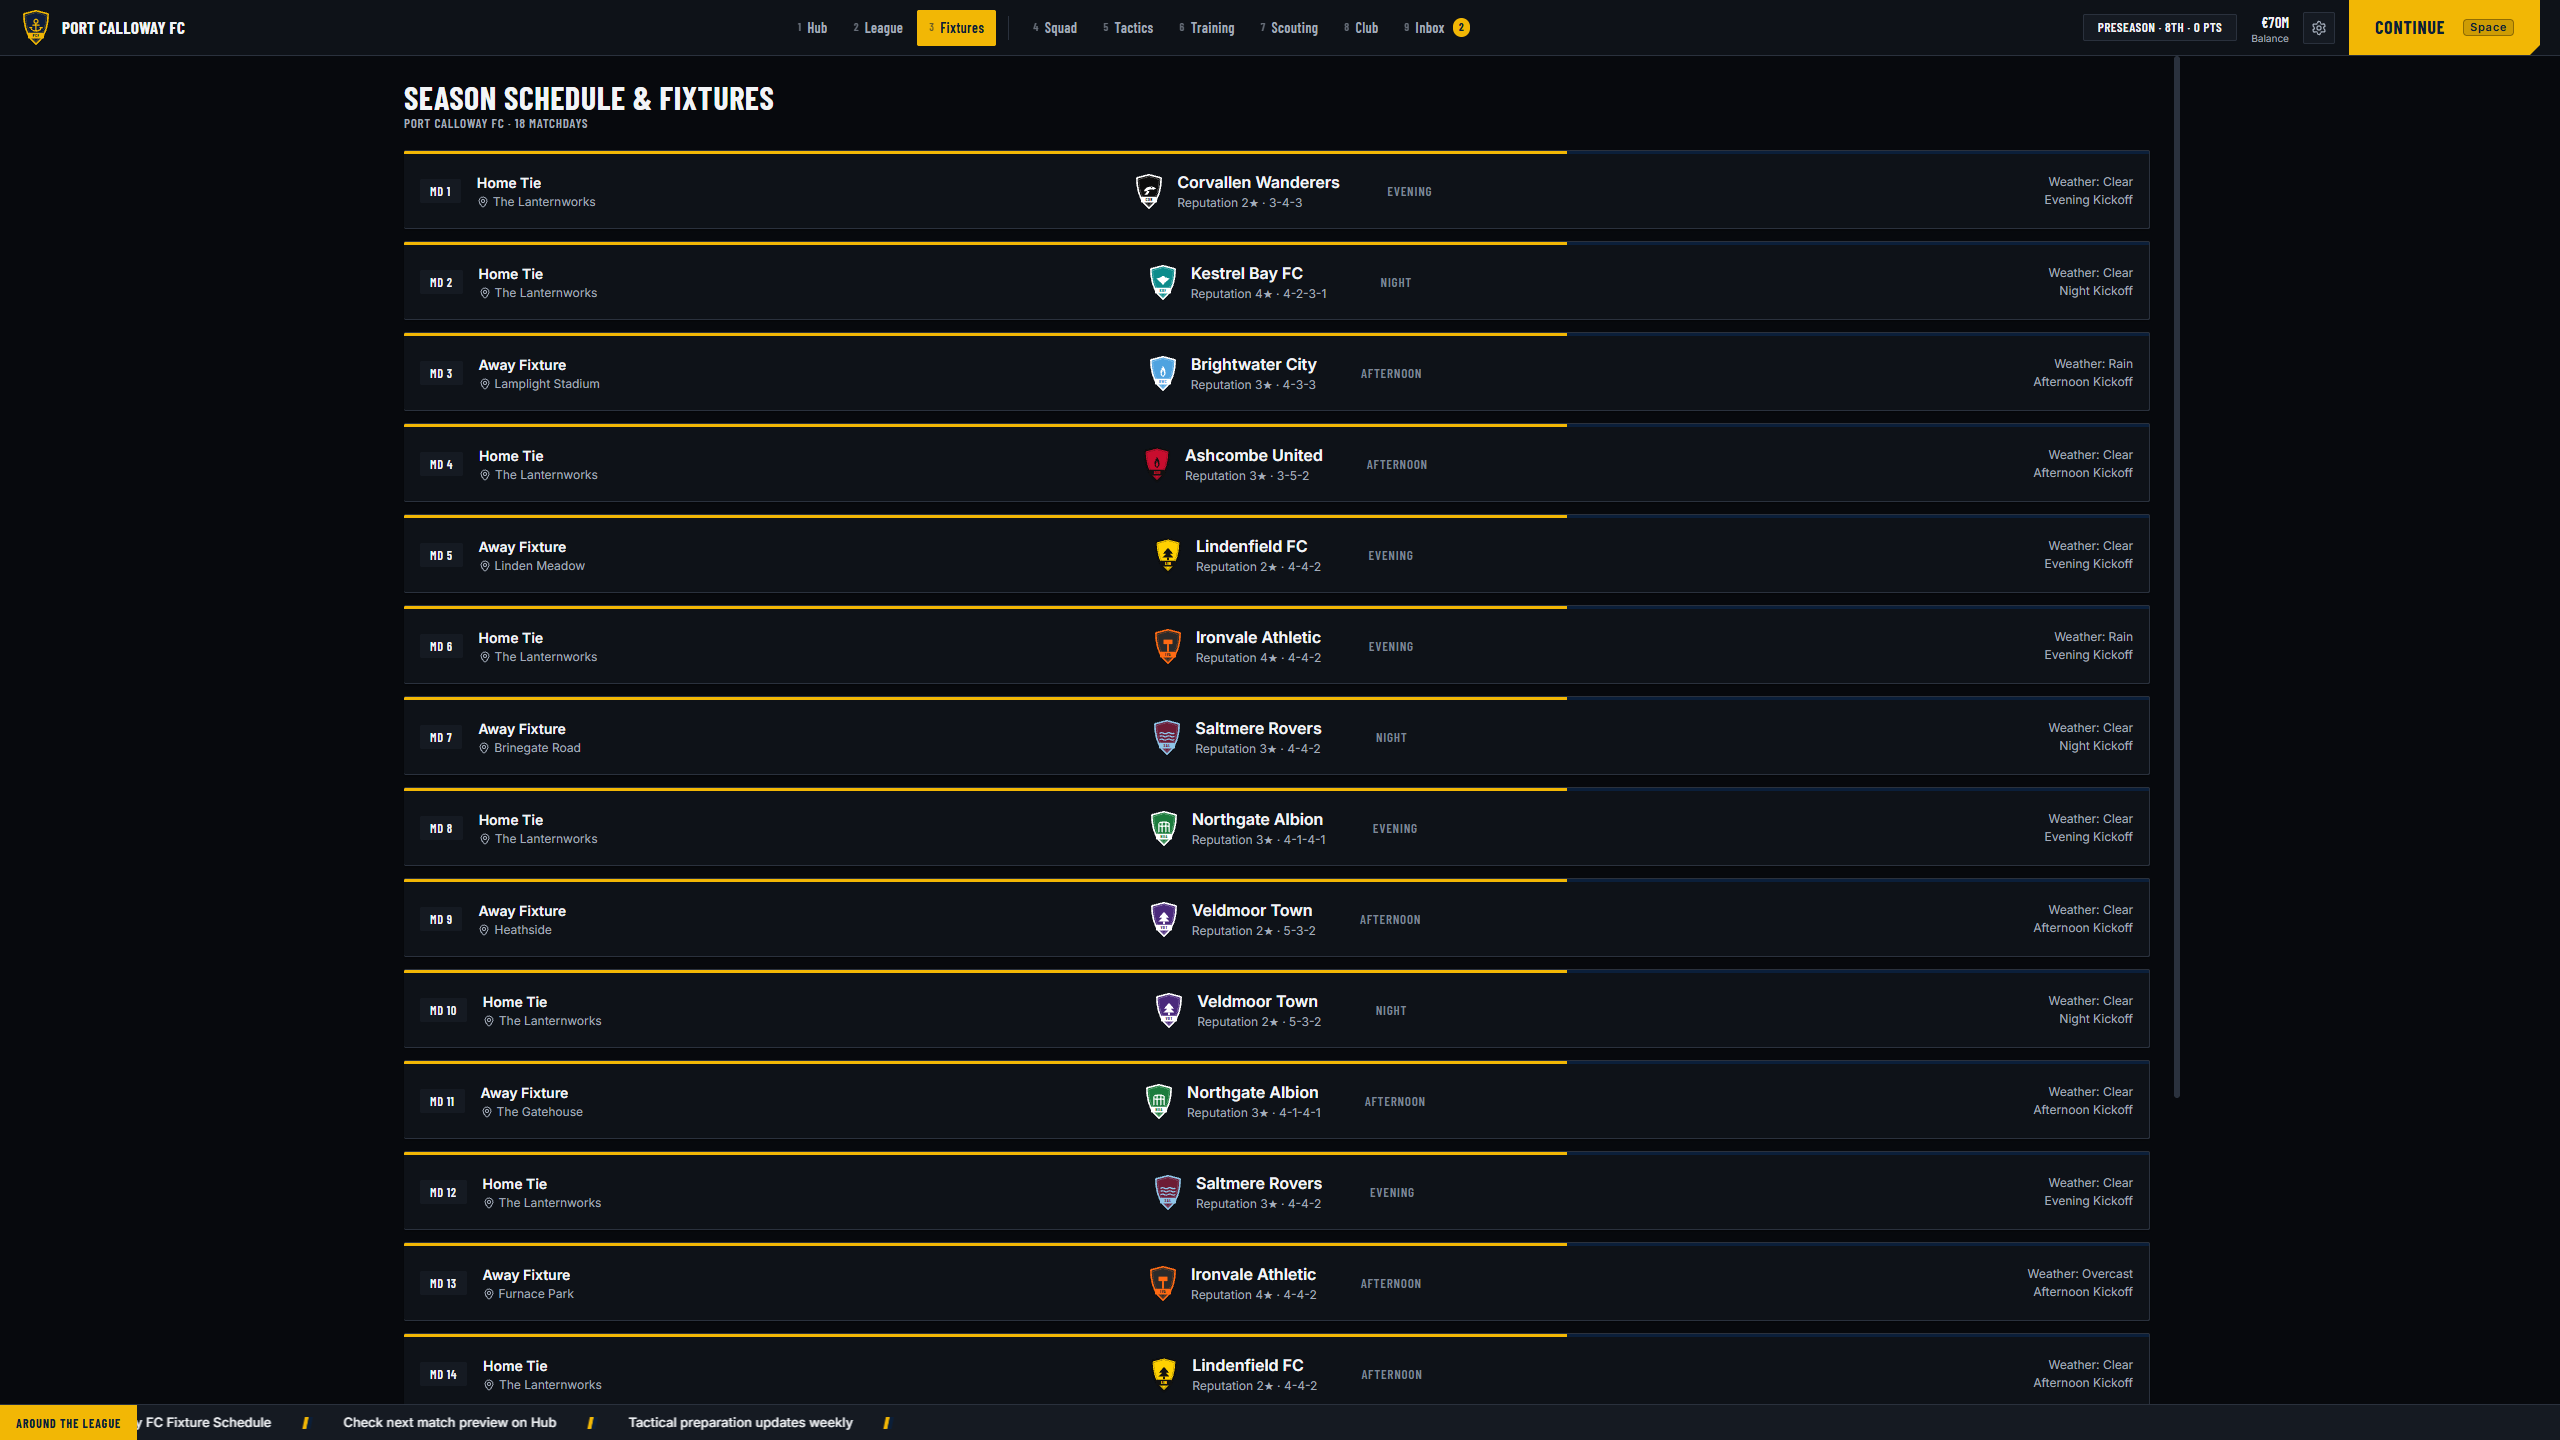 PORT CALLOWAY FC
1 Hub
2 League
3 Fixtures
4 Squad
5 Tactics
6 Training
7 Scouting
8 Club
9 Inbox 2
PRESEASON · 8TH · 0 PTS
€70M
Balance
CONTINUE Space
SEASON SCHEDULE & FIXTURES
PORT CALLOWAY FC · 18 MATCHDAYS
MD 1
Home Tie
The Lanternworks
Corvallen Wanderers
Reputation 2★ · 3-4-3
EVENING
Weather: Clear
Evening Kickoff
MD 2
Home Tie
The Lanternworks
Kestrel Bay FC
Reputation 4★ · 4-2-3-1
NIGHT
Weather: Clear
Night Kickoff
MD 3
Away Fixture
Lamplight Stadium
Brightwater City
Reputation 3★ · 4-3-3
AFTERNOON
Weather: Rain
Afternoon Kickoff
MD 4
Home Tie
The Lanternworks
Ashcombe United
Reputation 3★ · 3-5-2
AFTERNOON
Weather: Clear
Afternoon Kickoff
MD 5
Away Fixture
Linden Meadow
Lindenfield FC
Reputation 2★ · 4-4-2
EVENING
Weather: Clear
Evening Kickoff
MD 6
Home Tie
The Lanternworks
Ironvale Athletic
Reputation 4★ · 4-4-2
EVENING
Weather: Rain
Evening Kickoff
MD 7
Away Fixture
Brinegate Road
Saltmere Rovers
Reputation 3★ · 4-4-2
NIGHT
Weather: Clear
Night Kickoff
MD 8
Home Tie
The Lanternworks
Northgate Albion
Reputation 3★ · 4-1-4-1
EVENING
Weather: Clear
Evening Kickoff
MD 9
Away Fixture
Heathside
Veldmoor Town
Reputation 2★ · 5-3-2
AFTERNOON
Weather: Clear
Afternoon Kickoff
MD 10
Home Tie
The Lanternworks
Veldmoor Town
Reputation 2★ · 5-3-2
NIGHT
Weather: Clear
Night Kickoff
MD 11
Away Fixture
The Gatehouse
Northgate Albion
Reputation 3★ · 4-1-4-1
AFTERNOON
Weather: Clear
Afternoon Kickoff
MD 12
Home Tie
The Lanternworks
Saltmere Rovers
Reputation 3★ · 4-4-2
EVENING
Weather: Clear
Evening Kickoff
MD 13
Away Fixture
Furnace Park
Ironvale Athletic
Reputation 4★ · 4-4-2
AFTERNOON
Weather: Overcast
Afternoon Kickoff
MD 14
Home Tie
The Lanternworks
Lindenfield FC
Reputation 2★ · 4-4-2
AFTERNOON
Weather: Clear
Afternoon Kickoff
AROUND THE LEAGUE
y FC Fixture Schedule / Check next match preview on Hub / Tactical preparation updates weekly /